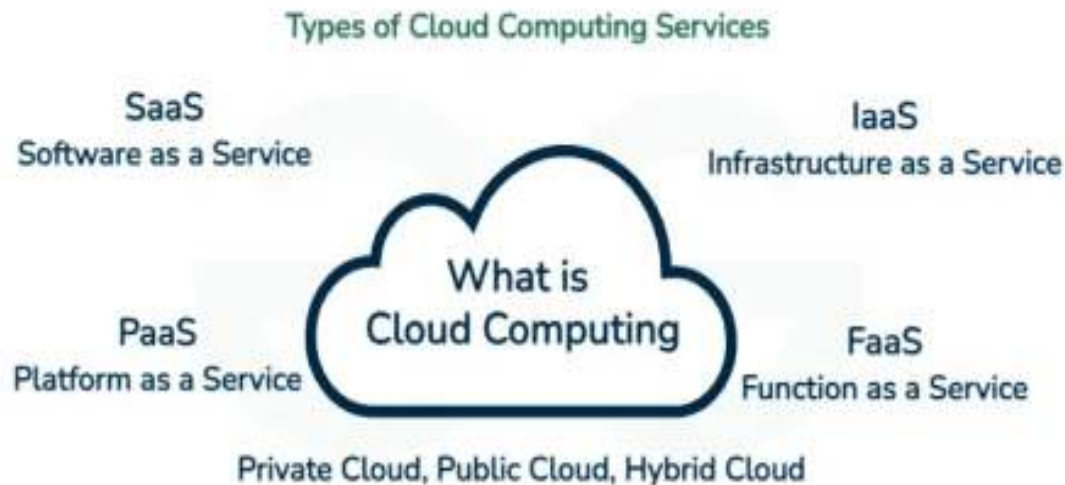 Types of Cloud Computing Services
SaaS
Software as a Service
IaaS
Infrastructure as a Service
What is
Cloud Computing
PaaS
Platform as a Service
FaaS
Function as a Service
Private Cloud, Public Cloud, Hybrid Cloud